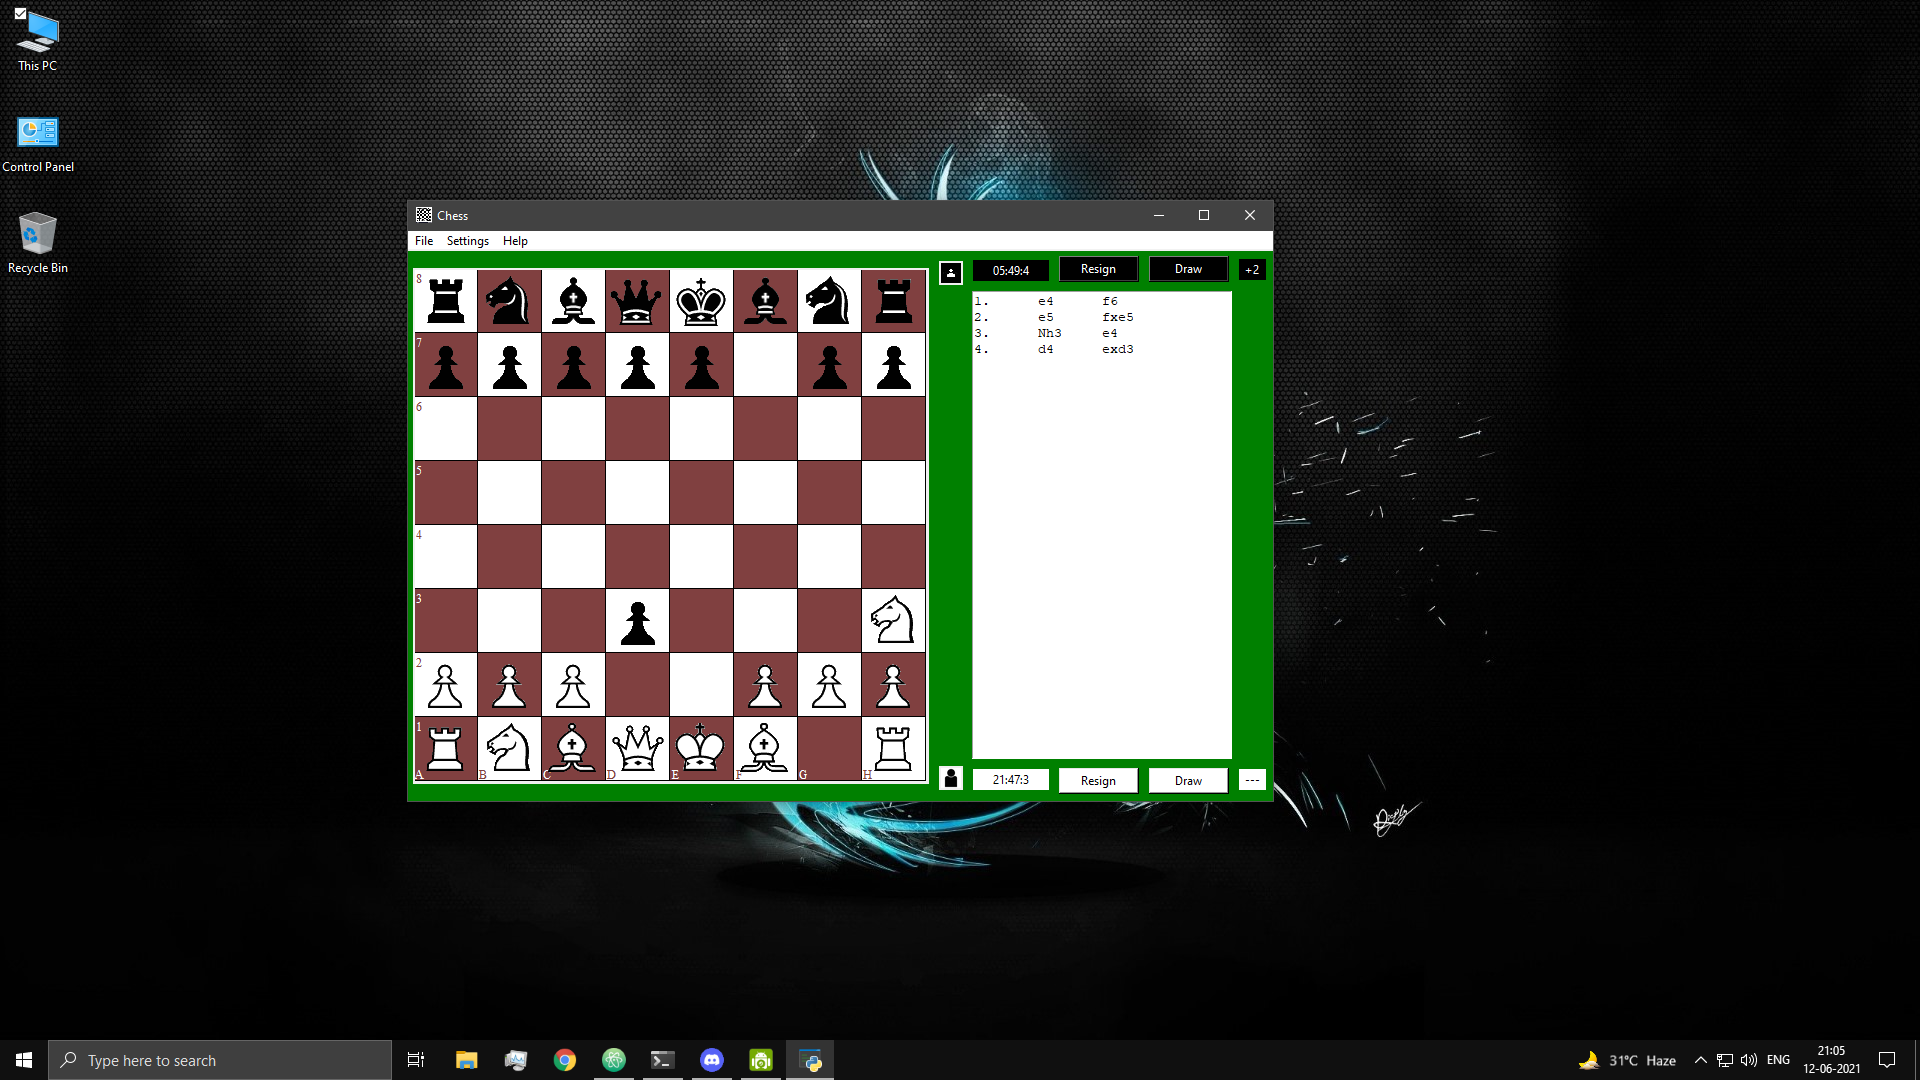 This PC
Control Panel
Recycle Bin
Chess
File Settings Help
05:49:4 Resign Draw +2
1. e4 f6
2. e5 fxe5
3. Nh3 e4
4. d4 exd3
8
7
6
5
4
3
2
1
A B C D E F G H
21:47:3 Resign Draw ---
Type here to search
31°C Haze
ENG
21:05
12-06-2021